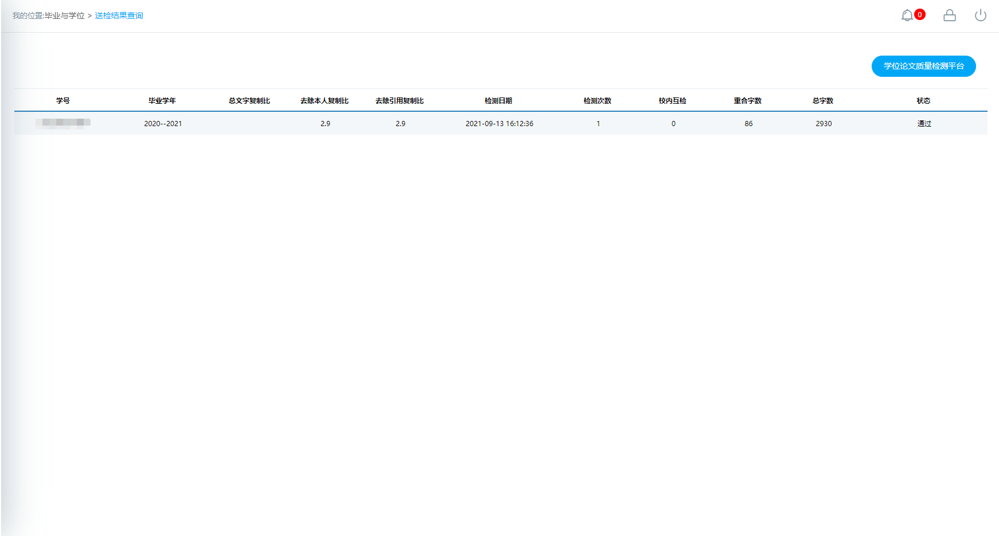 我的位置:毕业与学位 > 送检结果查询
0
学位论文质量检测平台
学号 毕业学年 总文字复制比 去除本人复制比 去除引用复制比 检测日期 检测次数 校内互检 重合字数 总字数 状态
2020--2021 2.9 2.9 2021-09-13 16:12:36 1 0 86 2930 通过